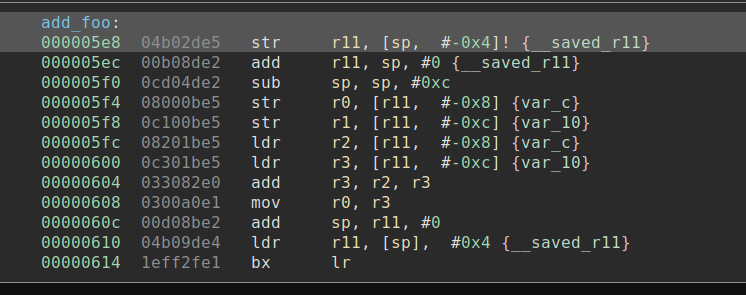 add_foo:
000005e8  04b02de5   str     r11, [sp,  #-0x4]! {__saved_r11}
000005ec  00b08de2   add     r11, sp, #0 {__saved_r11}
000005f0  0cd04de2   sub     sp, sp, #0xc
000005f4  08000be5   str     r0, [r11,  #-0x8] {var_c}
000005f8  0c100be5   str     r1, [r11,  #-0xc] {var_10}
000005fc  08201be5   ldr     r2, [r11,  #-0x8] {var_c}
00000600  0c301be5   ldr     r3, [r11,  #-0xc] {var_10}
00000604  033082e0   add     r3, r2, r3
00000608  0300a0e1   mov     r0, r3
0000060c  00d08be2   add     sp, r11, #0
00000610  04b09de4   ldr     r11, [sp],  #0x4 {__saved_r11}
00000614  1eff2fe1   bx      lr